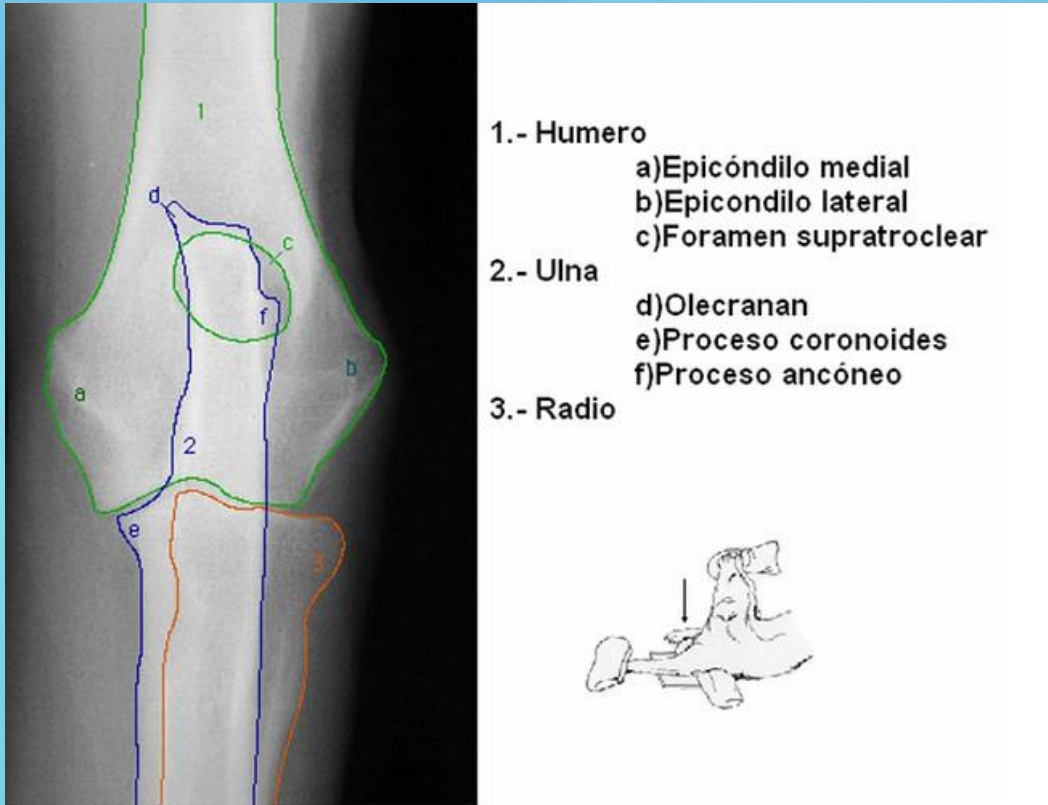 1
d
c
f
b
a
2
e
3
1.- Humero
a)Epicóndilo medial
b)Epicondilo lateral
c)Foramen supratroclear
2.- Ulna
d)Olecranan
e)Proceso coronoides
f)Proceso ancóneo
3.- Radio